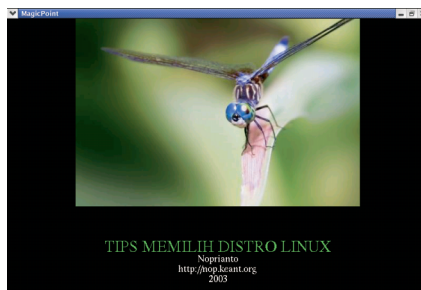 MagicPoint
TIPS MEMILIH DISTRO LINUX
Noprianto
http://nop.keant.org
2003